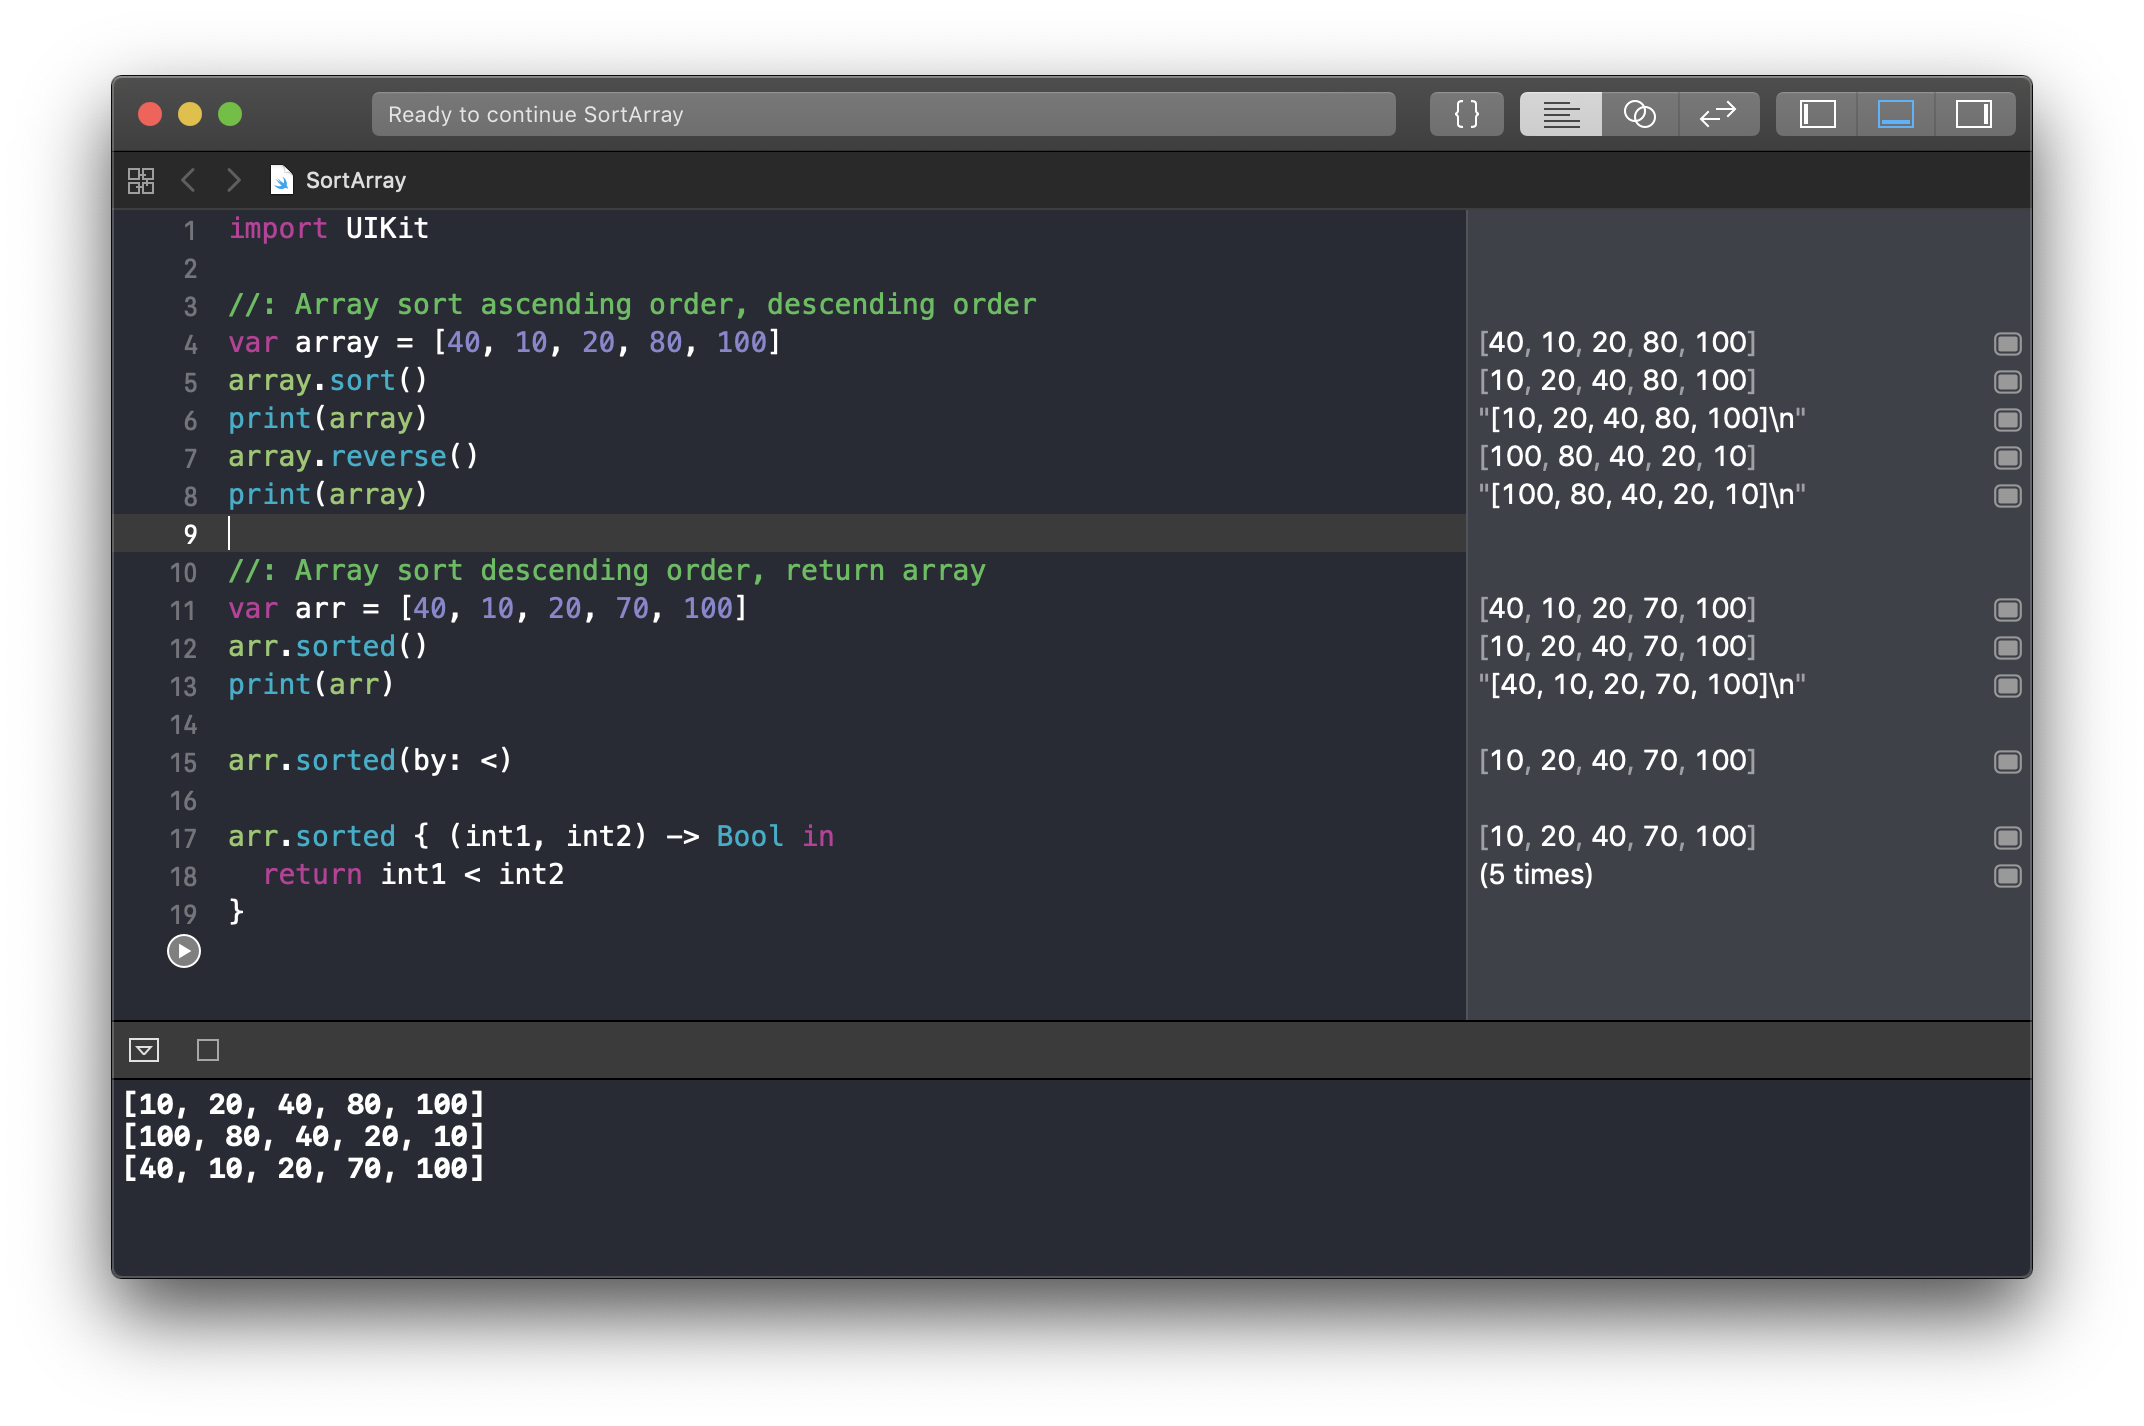 Ready to continue SortArray
{}
SortArray
1 import UIKit
2
3 //: Array sort ascending order, descending order
4 var array = [40, 10, 20, 80, 100] [40, 10, 20, 80, 100]
5 array.sort() [10, 20, 40, 80, 100]
6 print(array) "[10, 20, 40, 80, 100]\n"
7 array.reverse() [100, 80, 40, 20, 10]
8 print(array) "[100, 80, 40, 20, 10]\n"
9
10 //: Array sort descending order, return array
11 var arr = [40, 10, 20, 70, 100] [40, 10, 20, 70, 100]
12 arr.sorted() [10, 20, 40, 70, 100]
13 print(arr) "[40, 10, 20, 70, 100]\n"
14
15 arr.sorted(by: <) [10, 20, 40, 70, 100]
16
17 arr.sorted { (int1, int2) -> Bool in [10, 20, 40, 70, 100]
18 return int1 < int2 (5 times)
19 }
[10, 20, 40, 80, 100]
[100, 80, 40, 20, 10]
[40, 10, 20, 70, 100]